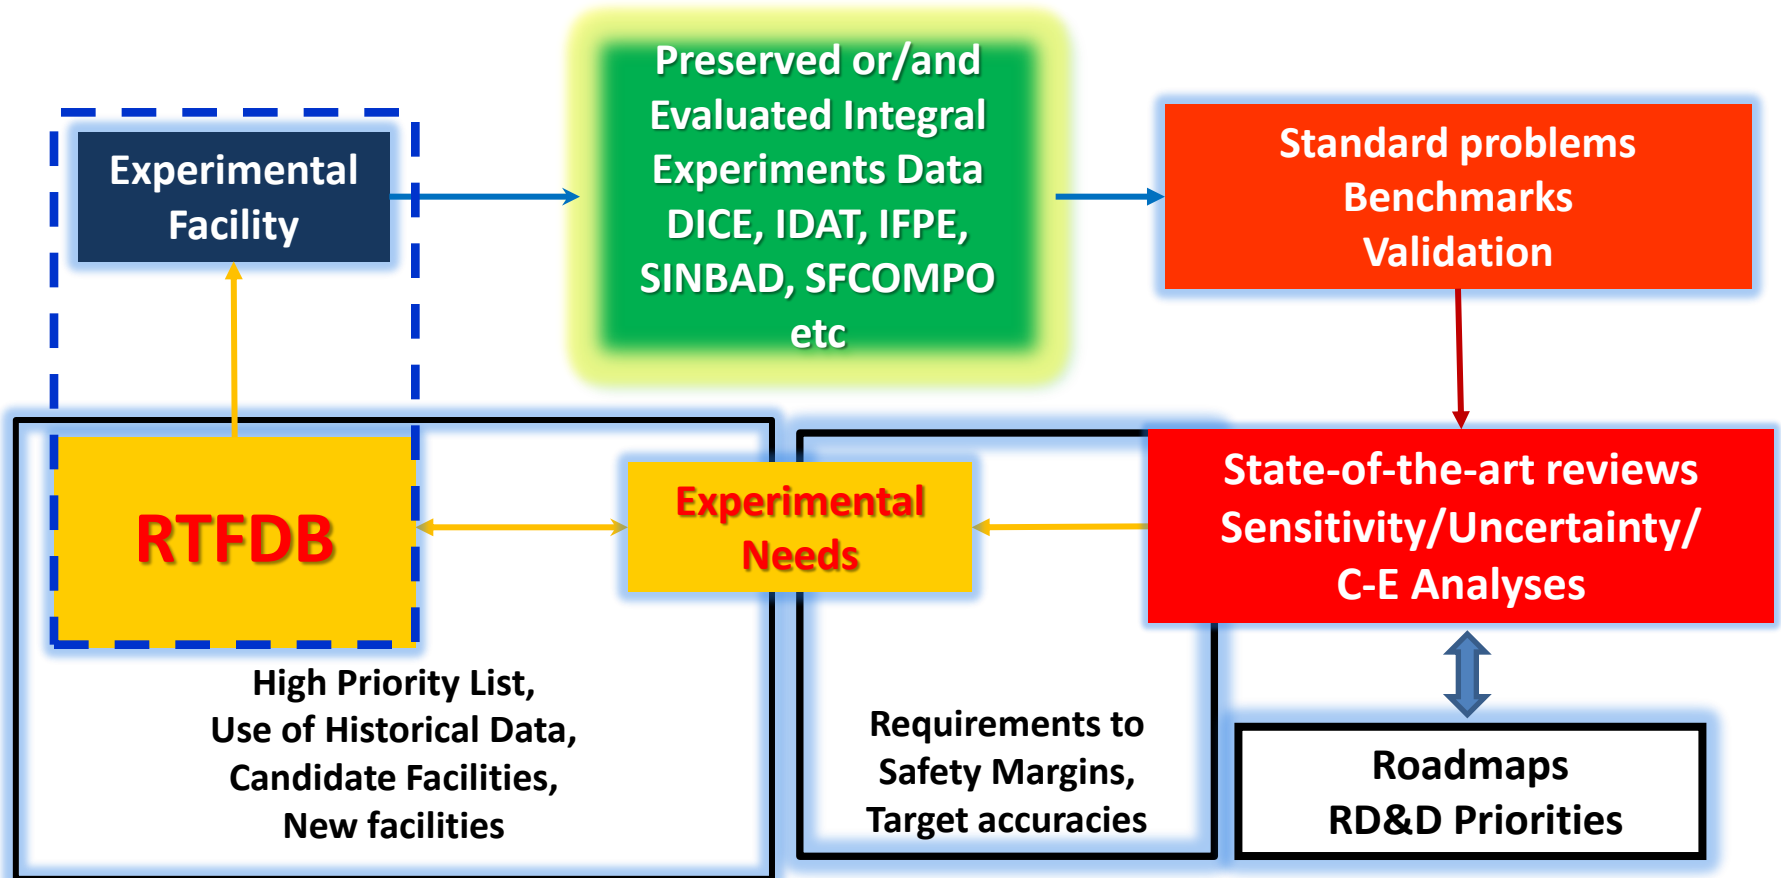 Experimental
Facility
Preserved or/and
Evaluated Integral
Experiments Data
DICE, IDAT, IFPE,
SINBAD, SFCOMPO
etc
Standard problems
Benchmarks
Validation
RTFDB
Experimental
Needs
State-of-the-art reviews
Sensitivity/Uncertainty/
C-E Analyses
High Priority List,
Use of Historical Data,
Candidate Facilities,
New facilities
Requirements to
Safety Margins,
Target accuracies
Roadmaps
RD&D Priorities